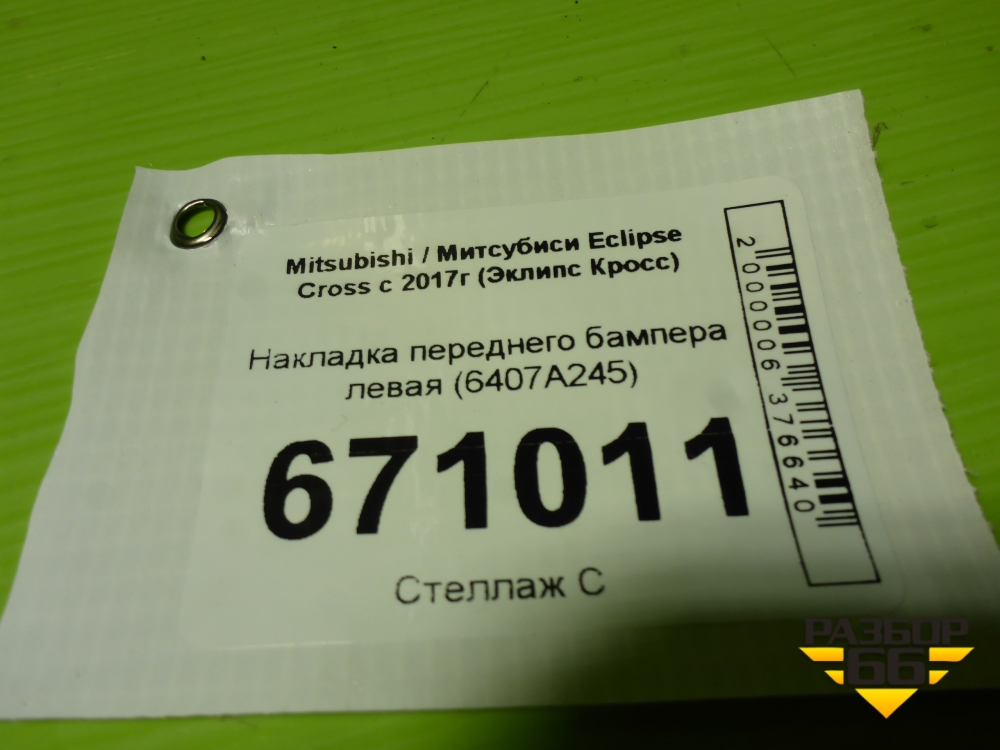 Mitsubishi / Митсубиси Eclipse
Cross с 2017г (Эклипс Кросс)
Накладка переднего бампера
левая (6407A245)
671011
Стеллаж С
2000006376640
РАЗБОР
66